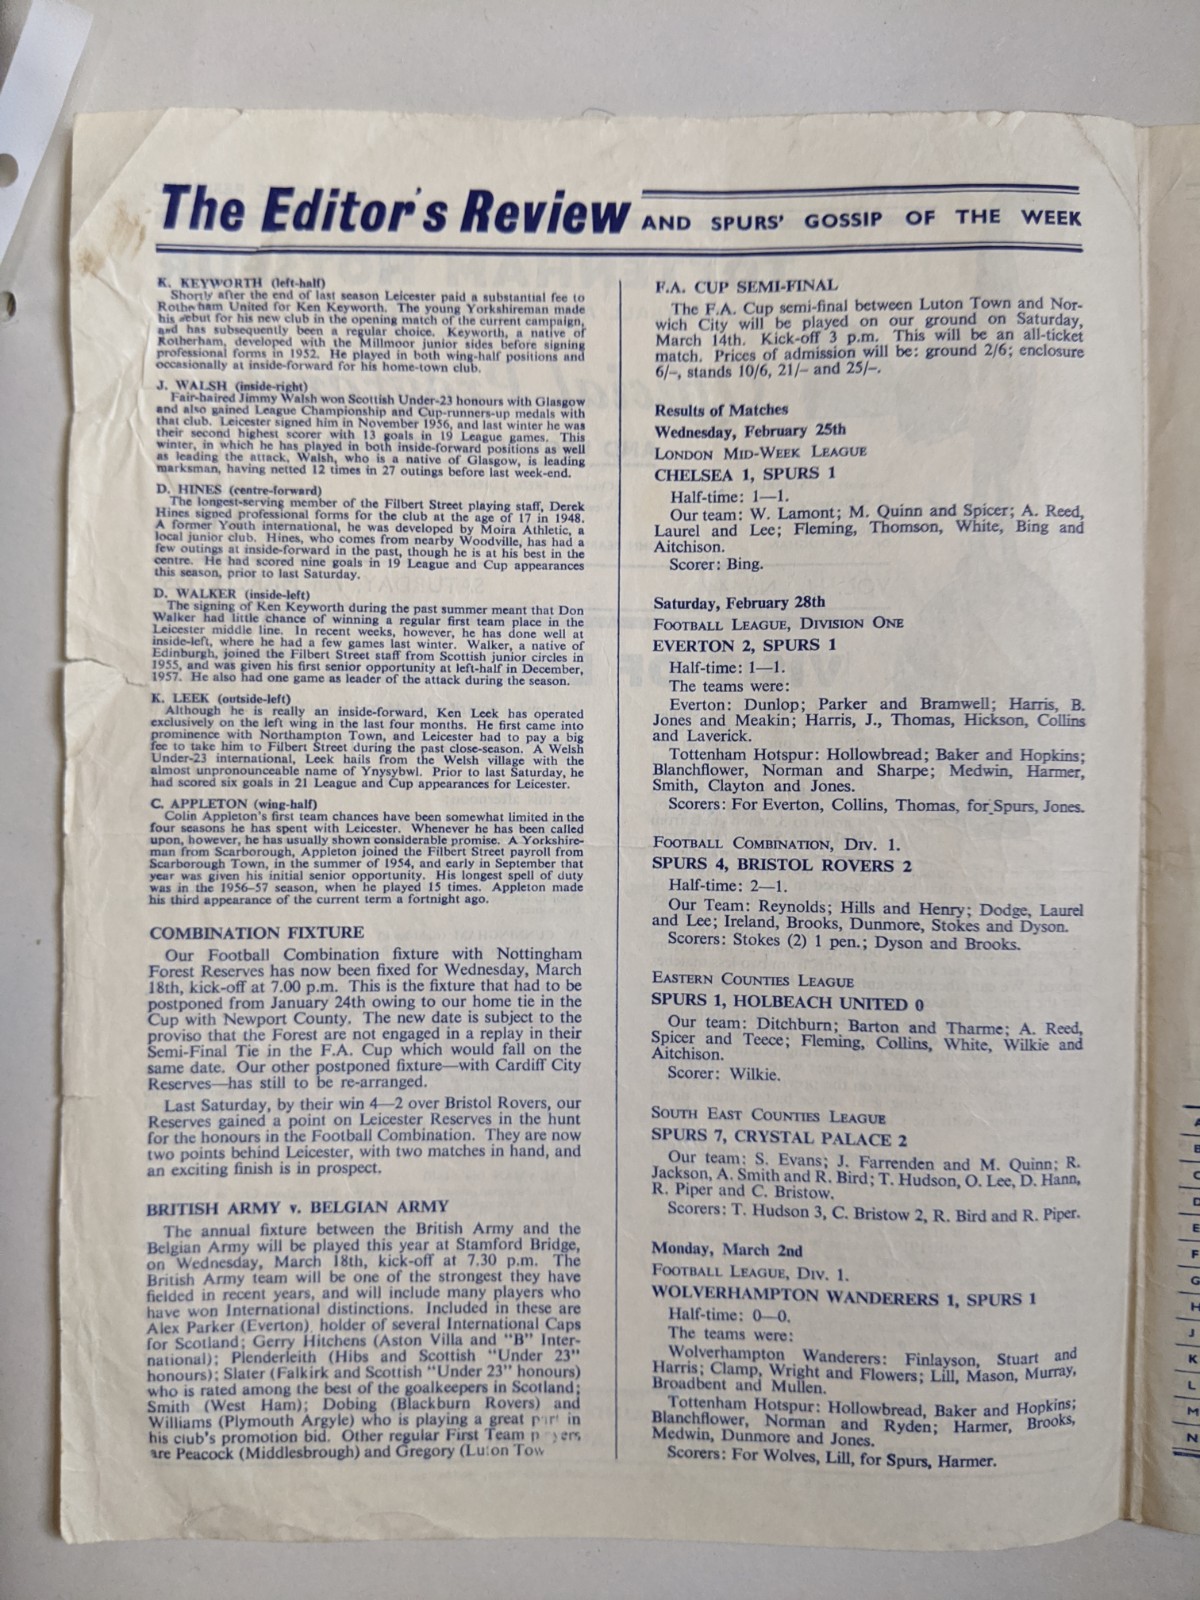 The Editor's Review AND SPURS' GOSSIP OF THE WEEK
K. KEYWORTH (left-half)
Shortly after the end of last season Leicester paid a substantial fee to
Rotherham United for Ken Keyworth. The young Yorkshireman made
his debut for his new club in the opening match of the current campaign,
and has subsequently been a regular choice. Keyworth, a native of
Rotherham, developed with the Millmoor junior sides before signing
professional forms in 1952. He played in both wing-half positions and
occasionally at inside-forward for his home-town club.
J. WALSH (inside-right)
Fair-haired Jimmy Walsh won Scottish Under-23 honours with Glasgow
and also gained League Championship and Cup-runners-up medals with
that club. Leicester signed him in November 1956, and last winter he was
their second highest scorer with 13 goals in 19 League games. This
winter, in which he has played in both inside-forward positions as well
as leading the attack, Walsh, who is a native of Glasgow, is leading
marksman, having netted 12 times in 27 outings before last week-end.
D. HINES (centre-forward)
The longest-serving member of the Filbert Street playing staff, Derek
Hines signed professional forms for the club at the age of 17 in 1948.
A former Youth international, he was developed by Moira Athletic, a
local junior club. Hines, who comes from nearby Woodville, has had a
few outings at inside-forward in the past, though he is at his best in the
centre. He had scored nine goals in 19 League and Cup appearances
this season, prior to last Saturday.
D. WALKER (inside-left)
The signing of Ken Keyworth during the past summer meant that Don
Walker had little chance of winning a regular first team place in the
Leicester middle line. In recent weeks, however, he has done well at
inside-left, where he had a few games last winter. Walker, a native of
Edinburgh, joined the Filbert Street staff from Scottish junior circles in
1955, and was given his first senior opportunity at left-half in December,
1957. He also had one game as leader of the attack during the season.
K. LEEK (outside-left)
Although he is really an inside-forward, Ken Leek has operated
exclusively on the left wing in the last four months. He first came into
prominence with Northampton Town, and Leicester had to pay a big
fee to take him to Filbert Street during the past close-season. A Welsh
Under-23 international, Leek hails from the Welsh village with the
almost unpronounceable name of Ynysybwl. Prior to last Saturday, he
had scored six goals in 21 League and Cup appearances for Leicester.
C. APPLETON (wing-half)
Colin Appleton's first team chances have been somewhat limited in the
four seasons he has spent with Leicester. Whenever he has been called
upon, however, he has usually shown considerable promise. A Yorkshire-
man from Scarborough, Appleton joined the Filbert Street payroll from
Scarborough Town, in the summer of 1954, and early in September that
year was given his initial senior opportunity. His longest spell of duty
was in the 1956-57 season, when he played 15 times. Appleton made
his third appearance of the current term a fortnight ago.
COMBINATION FIXTURE
Our Football Combination fixture with Nottingham
Forest Reserves has now been fixed for Wednesday, March
18th, kick-off at 7.00 p.m. This is the fixture that had to be
postponed from January 24th owing to our home tie in the
Cup with Newport County. The new date is subject to the
proviso that the Forest are not engaged in a replay in their
Semi-Final Tie in the F.A. Cup which would fall on the
same date. Our other postponed fixture—with Cardiff City
Reserves—has still to be re-arranged.
Last Saturday, by their win 4—2 over Bristol Rovers, our
Reserves gained a point on Leicester Reserves in the hunt
for the honours in the Football Combination. They are now
two points behind Leicester, with two matches in hand, and
an exciting finish is in prospect.
BRITISH ARMY v. BELGIAN ARMY
The annual fixture between the British Army and the
Belgian Army will be played this year at Stamford Bridge,
on Wednesday, March 18th, kick-off at 7.30 p.m. The
British Army team will be one of the strongest they have
fielded in recent years, and will include many players who
have won International distinctions. Included in these are
Alex Parker (Everton), holder of several International Caps
for Scotland; Gerry Hitchens (Aston Villa and "B" Inter-
national); Plenderleith (Hibs and Scottish "Under 23"
honours); Slater (Falkirk and Scottish "Under 23" honours)
who is rated among the best of the goalkeepers in Scotland;
Smith (West Ham); Dobing (Blackburn Rovers) and
Williams (Plymouth Argyle) who is playing a great part in
his club's promotion bid. Other regular First Team players
are Peacock (Middlesbrough) and Gregory (Luton Tow
F.A. CUP SEMI-FINAL
The F.A. Cup semi-final between Luton Town and Nor-
wich City will be played on our ground on Saturday,
March 14th. Kick-off 3 p.m. This will be an all-ticket
match. Prices of admission will be: ground 2/6; enclosure
6/-, stands 10/6, 21/- and 25/-.
Results of Matches
Wednesday, February 25th
LONDON MID-WEEK LEAGUE
CHELSEA 1, SPURS 1
Half-time: 1—1.
Our team: W. Lamont; M. Quinn and Spicer; A. Reed,
Laurel and Lee; Fleming, Thomson, White, Bing and
Aitchison.
Scorer: Bing.
Saturday, February 28th
FOOTBALL LEAGUE, DIVISION ONE
EVERTON 2, SPURS 1
Half-time: 1—1.
The teams were:
Everton: Dunlop; Parker and Bramwell; Harris, B.
Jones and Meakin; Harris, J., Thomas, Hickson, Collins
and Laverick.
Tottenham Hotspur: Hollowbread; Baker and Hopkins;
Blanchflower, Norman and Sharpe; Medwin, Harmer,
Smith, Clayton and Jones.
Scorers: For Everton, Collins, Thomas, for Spurs, Jones.
FOOTBALL COMBINATION, DIV. 1.
SPURS 4, BRISTOL ROVERS 2
Half-time: 2—1.
Our Team: Reynolds; Hills and Henry; Dodge, Laurel
and Lee; Ireland, Brooks, Dunmore, Stokes and Dyson.
Scorers: Stokes (2) 1 pen.; Dyson and Brooks.
EASTERN COUNTIES LEAGUE
SPURS 1, HOLBEACH UNITED 0
Our team: Ditchburn; Barton and Tharme; A. Reed,
Spicer and Teece; Fleming, Collins, White, Wilkie and
Aitchison.
Scorer: Wilkie.
SOUTH EAST COUNTIES LEAGUE
SPURS 7, CRYSTAL PALACE 2
Our team: S. Evans; J. Farrenden and M. Quinn; R.
Jackson, A. Smith and R. Bird; T. Hudson, O. Lee, D. Hann,
R. Piper and C. Bristow.
Scorers: T. Hudson 3, C. Bristow 2, R. Bird and R. Piper.
Monday, March 2nd
FOOTBALL LEAGUE, DIV. 1.
WOLVERHAMPTON WANDERERS 1, SPURS 1
Half-time: 0—0.
The teams were:
Wolverhampton Wanderers: Finlayson, Stuart and
Harris; Clamp, Wright and Flowers; Lill, Mason, Murray,
Broadbent and Mullen.
Tottenham Hotspur: Hollowbread, Baker and Hopkins;
Blanchflower, Norman and Ryden; Harmer, Brooks,
Medwin, Dunmore and Jones.
Scorers: For Wolves, Lill, for Spurs, Harmer.
A
B
C
D
E
F
G
H
J
K
L
M
N